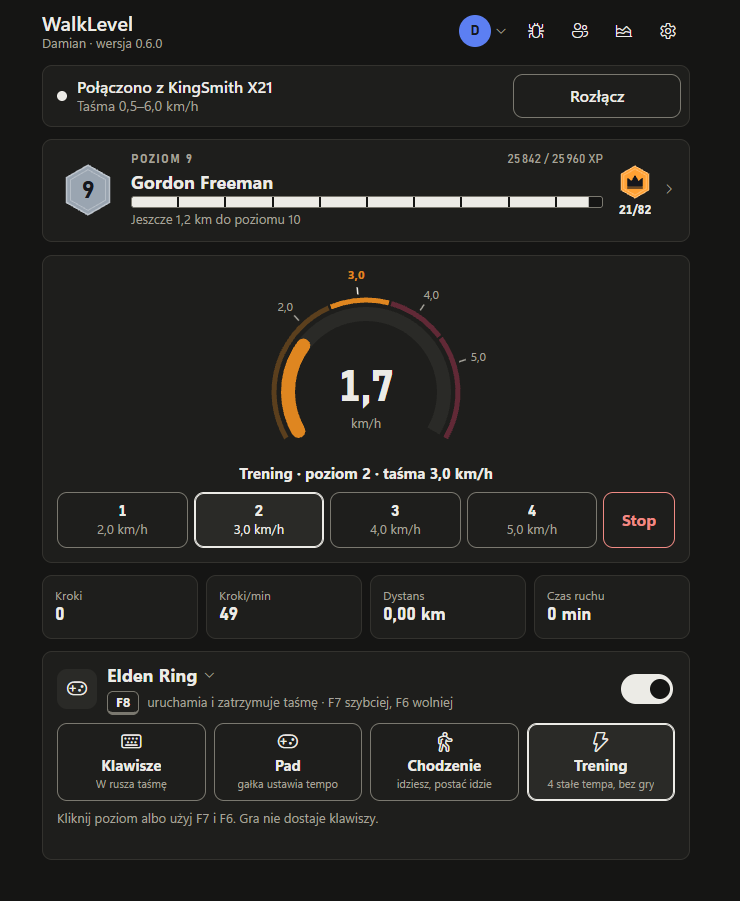 WalkLevel
Damian · wersja 0.6.0
D
Połączono z KingSmith X21
Taśma 0,5–6,0 km/h
Rozłącz
9
POZIOM 9
25 842 / 25 960 XP
Gordon Freeman
Jeszcze 1,2 km do poziomu 10
21/82
3,0
2,0
4,0
5,0
1,7
km/h
Trening · poziom 2 · taśma 3,0 km/h
1
2,0 km/h
2
3,0 km/h
3
4,0 km/h
4
5,0 km/h
Stop
Kroki
0
Kroki/min
49
Dystans
0,00 km
Czas ruchu
0 min
Elden Ring
F8 uruchamia i zatrzymuje taśmę · F7 szybciej, F6 wolniej
Klawisze
W rusza taśmę
Pad
gałka ustawia tempo
Chodzenie
idziesz, postać idzie
Trening
4 stałe tempa, bez gry
Kliknij poziom albo użyj F7 i F6. Gra nie dostaje klawiszy.